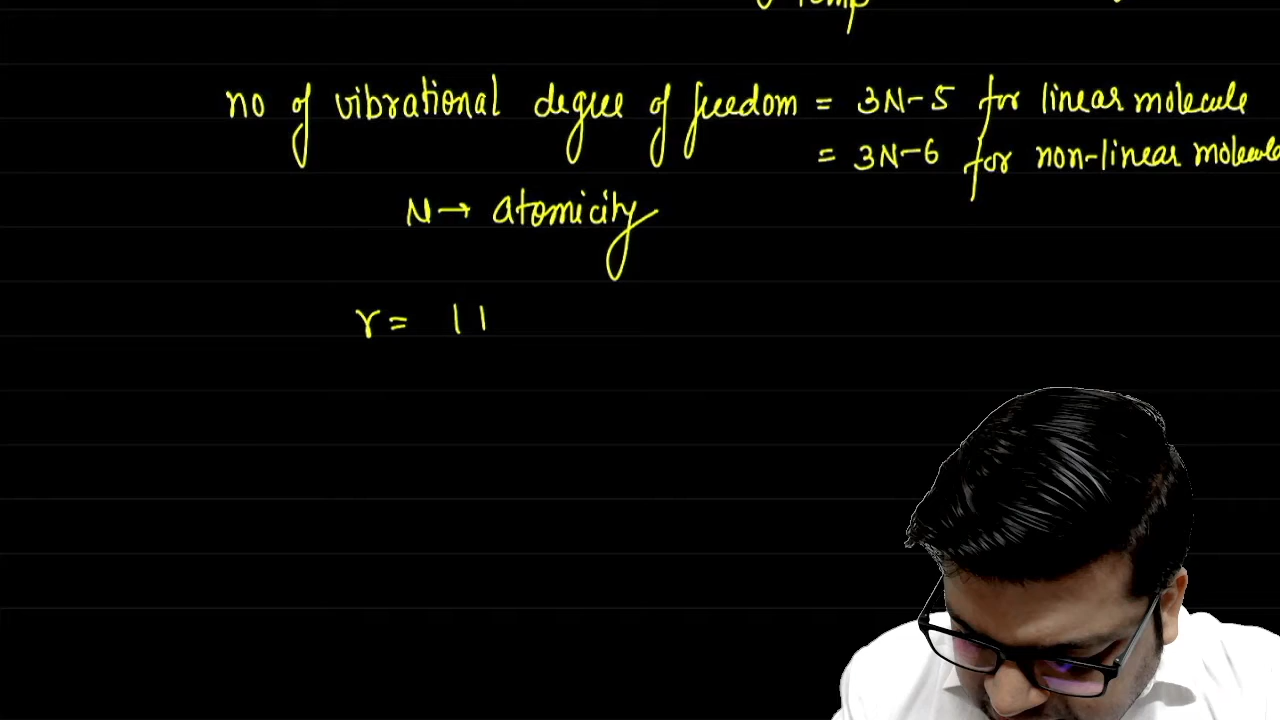 Temp
no of vibrational degree of freedom = 3N-5 for linear molecule
= 3N-6 for non-linear molecule
N→ atomicity
γ= 11